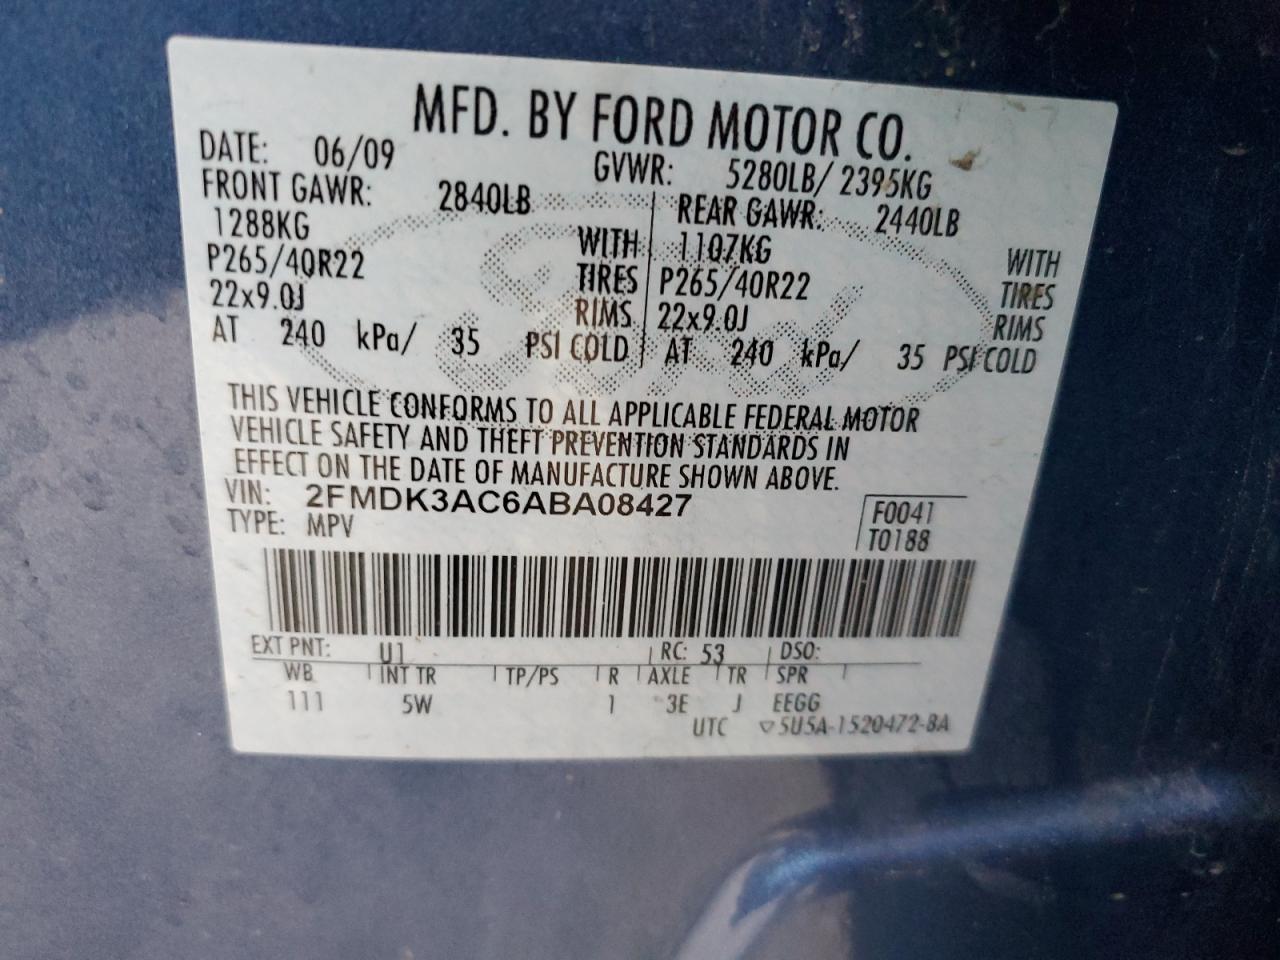 MFD. BY FORD MOTOR CO.
DATE: 06/09 GVWR: 5280LB/ 2395KG
FRONT GAWR: 2840LB REAR GAWR: 2440LB
1288KG WITH 1107KG WITH
P265/40R22 TIRES P265/40R22 TIRES
22x9.0J RIMS 22x9.0J RIMS
AT 240 kPa/ 35 PSI COLD AT 240 kPa/ 35 PSI COLD
THIS VEHICLE CONFORMS TO ALL APPLICABLE FEDERAL MOTOR
VEHICLE SAFETY AND THEFT PREVENTION STANDARDS IN
EFFECT ON THE DATE OF MANUFACTURE SHOWN ABOVE.
VIN: 2FMDK3AC6ABA08427 F0041
TYPE: MPV T0188
EXT PNT: U1 RC: 53 DSO:
WB INT TR TP/PS R AXLE TR SPR
111 5W 1 3E J EEGG
UTC ▽5U5A-1520472-BA